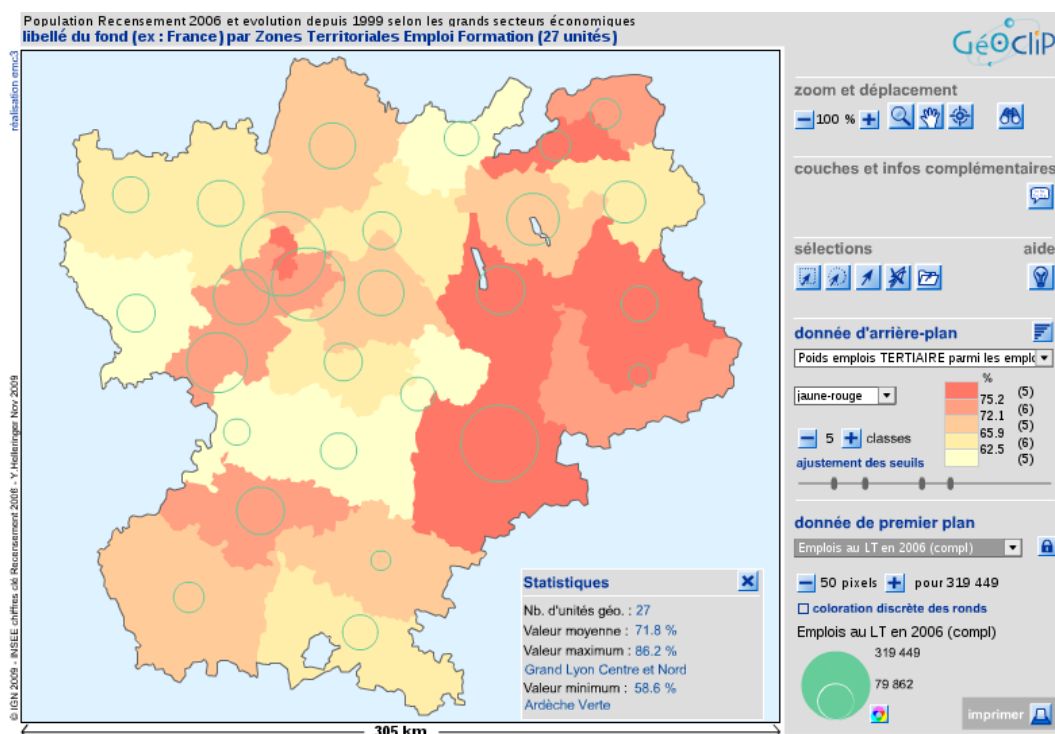 Population Recensement 2006 et evolution depuis 1999 selon les grands secteurs économiques
libellé du fond (ex : France) par Zones Territoriales Emploi Formation (27 unités)
réalisation emc3
© IGN 2009 - INSEE chiffres clé Recensement 2006 - Y.Holleringer Nov 2009
GéOcliP
zoom et déplacement
100 %
couches et infos complémentaires
sélections
aide
donnée d'arrière-plan
Poids emplois TERTIAIRE parmi les emplo
jaune-rouge
%
75.2
72.1
65.9
62.5
(5)
(6)
(5)
(6)
(5)
5 classes
ajustement des seuils
donnée de premier plan
Emplois au LT en 2006 (compl)
50 pixels pour 319 449
coloration discrète des ronds
Emplois au LT en 2006 (compl)
319 449
79 862
imprimer
Statistiques
Nb. d'unités géo. : 27
Valeur moyenne : 71.8 %
Valeur maximum : 86.2 %
Grand Lyon Centre et Nord
Valeur minimum : 58.6 %
Ardèche Verte
305 km